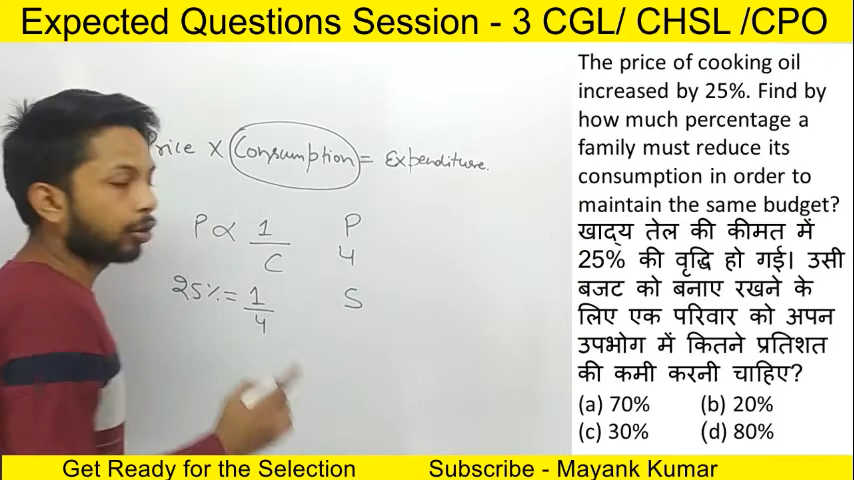 Expected Questions Session - 3 CGL/ CHSL /CPO
The price of cooking oil
increased by 25%. Find by
how much percentage a
family must reduce its
consumption in order to
maintain the same budget?
खाद्य तेल की कीमत में
25% की वृद्धि हो गई। उसी
बजट को बनाए रखने के
लिए एक परिवार को अपन
उपभोग में कितने प्रतिशत
की कमी करनी चाहिए?
(a) 70% (b) 20%
(c) 30% (d) 80%
Price X Consumption = Expenditure.
P ∝ 1/C P
4
25% = 1/4 5
Get Ready for the Selection Subscribe - Mayank Kumar